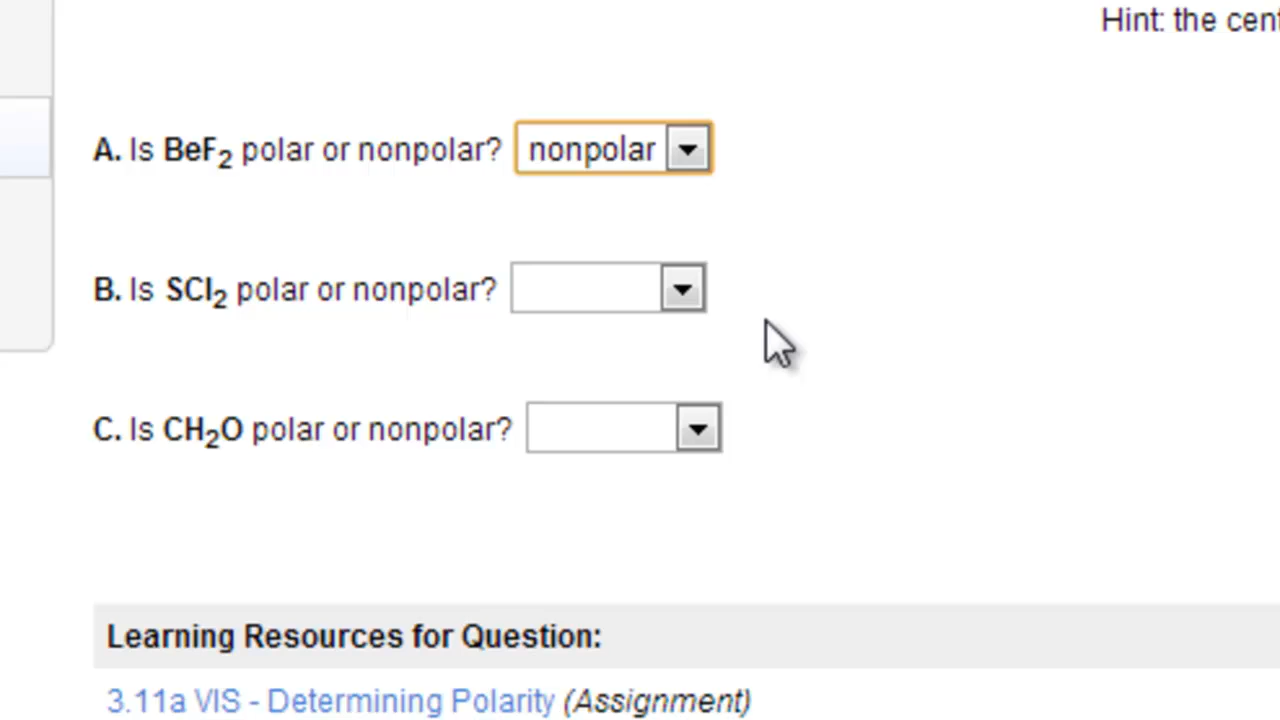 Hint: the cent
A. Is BeF₂ polar or nonpolar? nonpolar
B. Is SCl₂ polar or nonpolar?
C. Is CH₂O polar or nonpolar?
Learning Resources for Question:
3.11a VIS - Determining Polarity (Assignment)